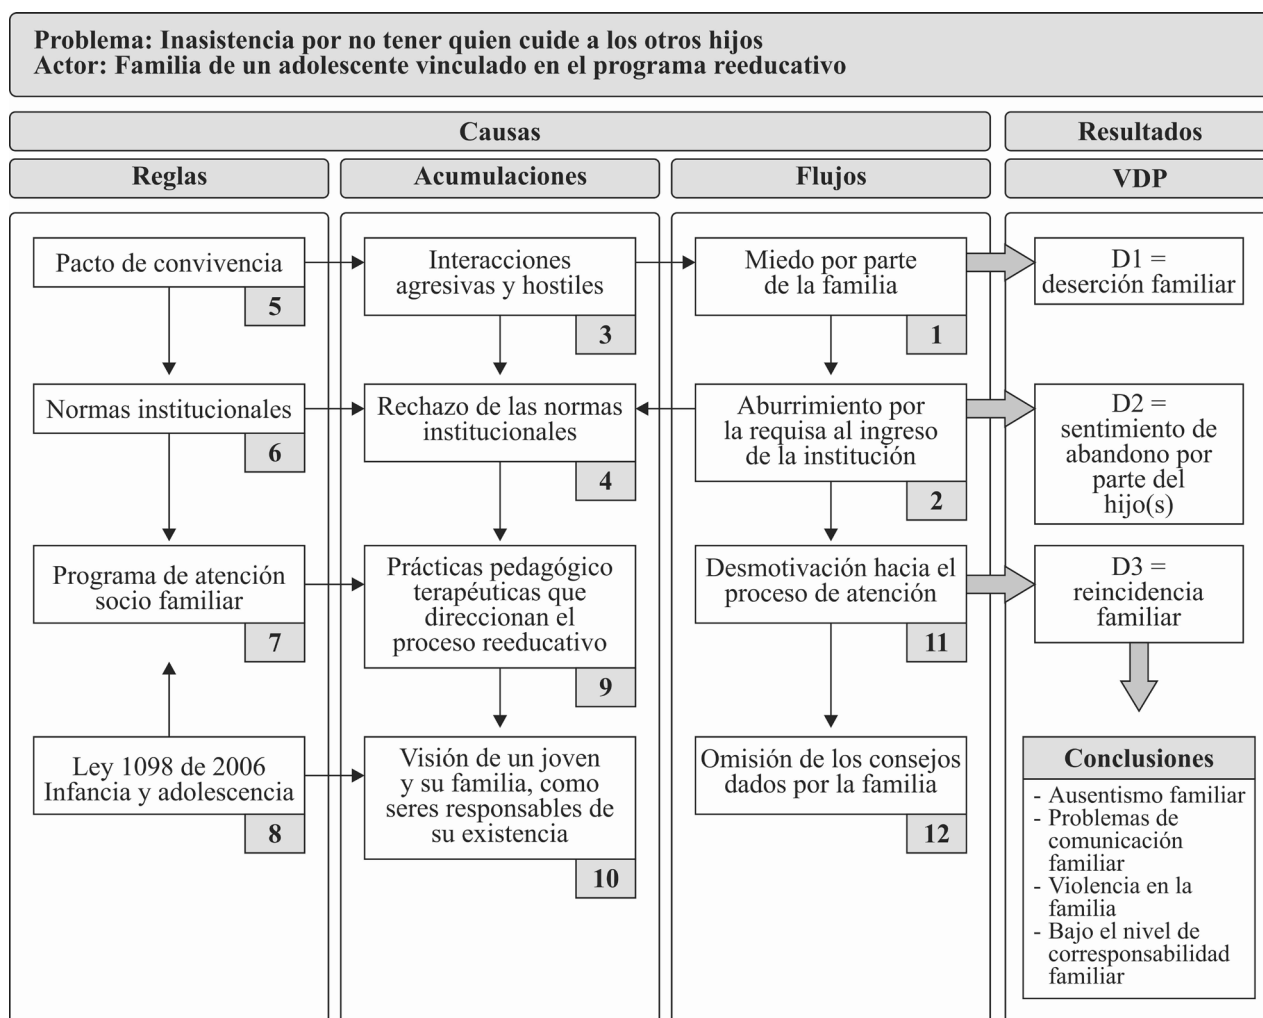 Problema: Inasistencia por no tener quien cuide a los otros hijos
Actor: Familia de un adolescente vinculado en el programa reeducativo
Causas
Resultados
Reglas
Acumulaciones
Flujos
VDP
Pacto de convivencia
5
Normas institucionales
6
Programa de atención
socio familiar
7
Ley 1098 de 2006
Infancia y adolescencia
8
Interacciones
agresivas y hostiles
3
Rechazo de las normas
institucionales
4
Prácticas pedagógico
terapéuticas que
direccionan el
proceso reeducativo
9
Visión de un joven
y su familia, como
seres responsables de
su existencia
10
Miedo por parte
de la familia
1
Aburrimiento por
la requisa al ingreso
de la institución
2
Desmotivación hacia el
proceso de atención
11
Omisión de los consejos
dados por la familia
12
D1 =
deserción familiar
D2 =
sentimiento de
abandono por
parte del
hijo(s)
D3 =
reincidencia
familiar
Conclusiones
- Ausentismo familiar
- Problemas de
comunicación
familiar
- Violencia en la
familia
- Bajo el nivel de
corresponsabilidad
familiar